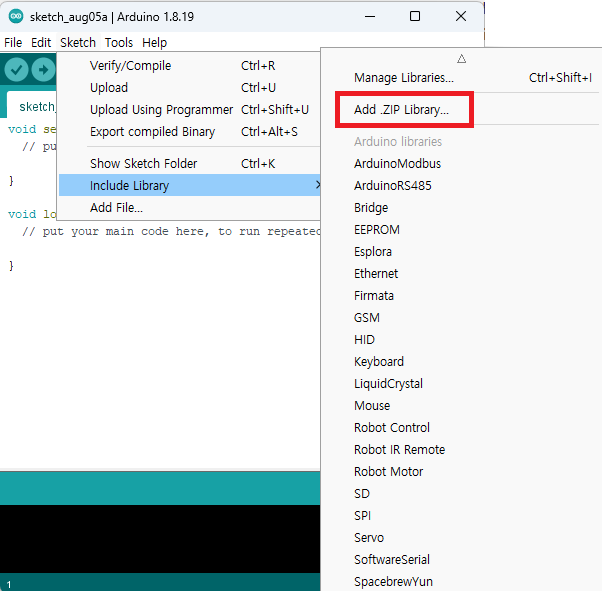 sketch_aug05a | Arduino 1.8.19
File Edit Sketch Tools Help
Verify/Compile Ctrl+R
Upload Ctrl+U
Upload Using Programmer Ctrl+Shift+U
Export compiled Binary Ctrl+Alt+S
Show Sketch Folder Ctrl+K
Include Library
Add File...
Manage Libraries... Ctrl+Shift+I
Add .ZIP Library...
Arduino libraries
ArduinoModbus
ArduinoRS485
Bridge
EEPROM
Esplora
Ethernet
Firmata
GSM
HID
Keyboard
LiquidCrystal
Mouse
Robot Control
Robot IR Remote
Robot Motor
SD
SPI
Servo
SoftwareSerial
SpacebrewYun
sketch_
void se
// pu
}
void lo
// put your main code here, to run repeated
}
1